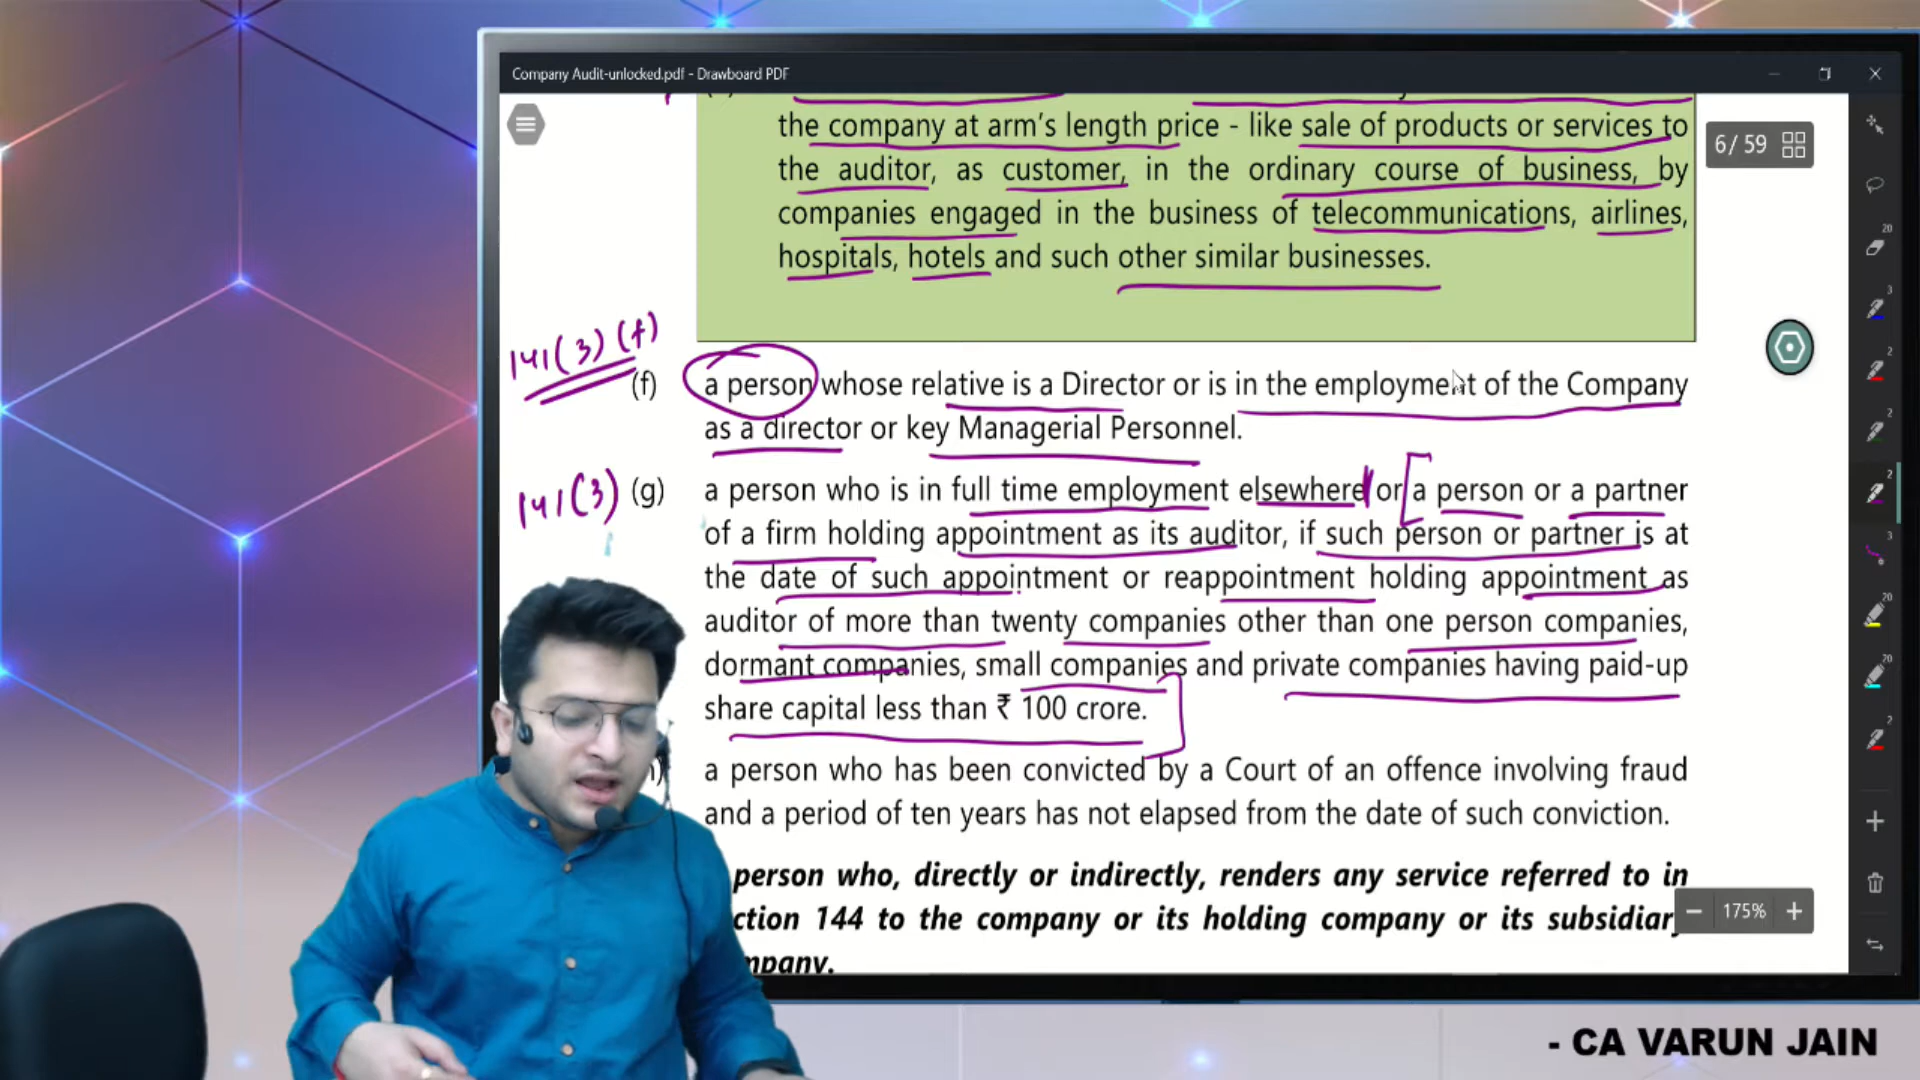 Company Audit-unlocked.pdf - Drawboard PDF
the company at arm's length price - like sale of products or services to
the auditor, as customer, in the ordinary course of business, by
companies engaged in the business of telecommunications, airlines,
hospitals, hotels and such other similar businesses.
6 / 59
141(3)(f)
(f) a person whose relative is a Director or is in the employment of the Company
as a director or key Managerial Personnel.
141(3)
(g) a person who is in full time employment elsewhere or a person or a partner
of a firm holding appointment as its auditor, if such person or partner is at
the date of such appointment or reappointment holding appointment as
auditor of more than twenty companies other than one person companies,
dormant companies, small companies and private companies having paid-up
share capital less than ₹ 100 crore.
a person who has been convicted by a Court of an offence involving fraud
and a period of ten years has not elapsed from the date of such conviction.
person who, directly or indirectly, renders any service referred to in
ction 144 to the company or its holding company or its subsidiar
mpany.
175%
20
3
2
2
2
3
20
20
2
- CA VARUN JAIN